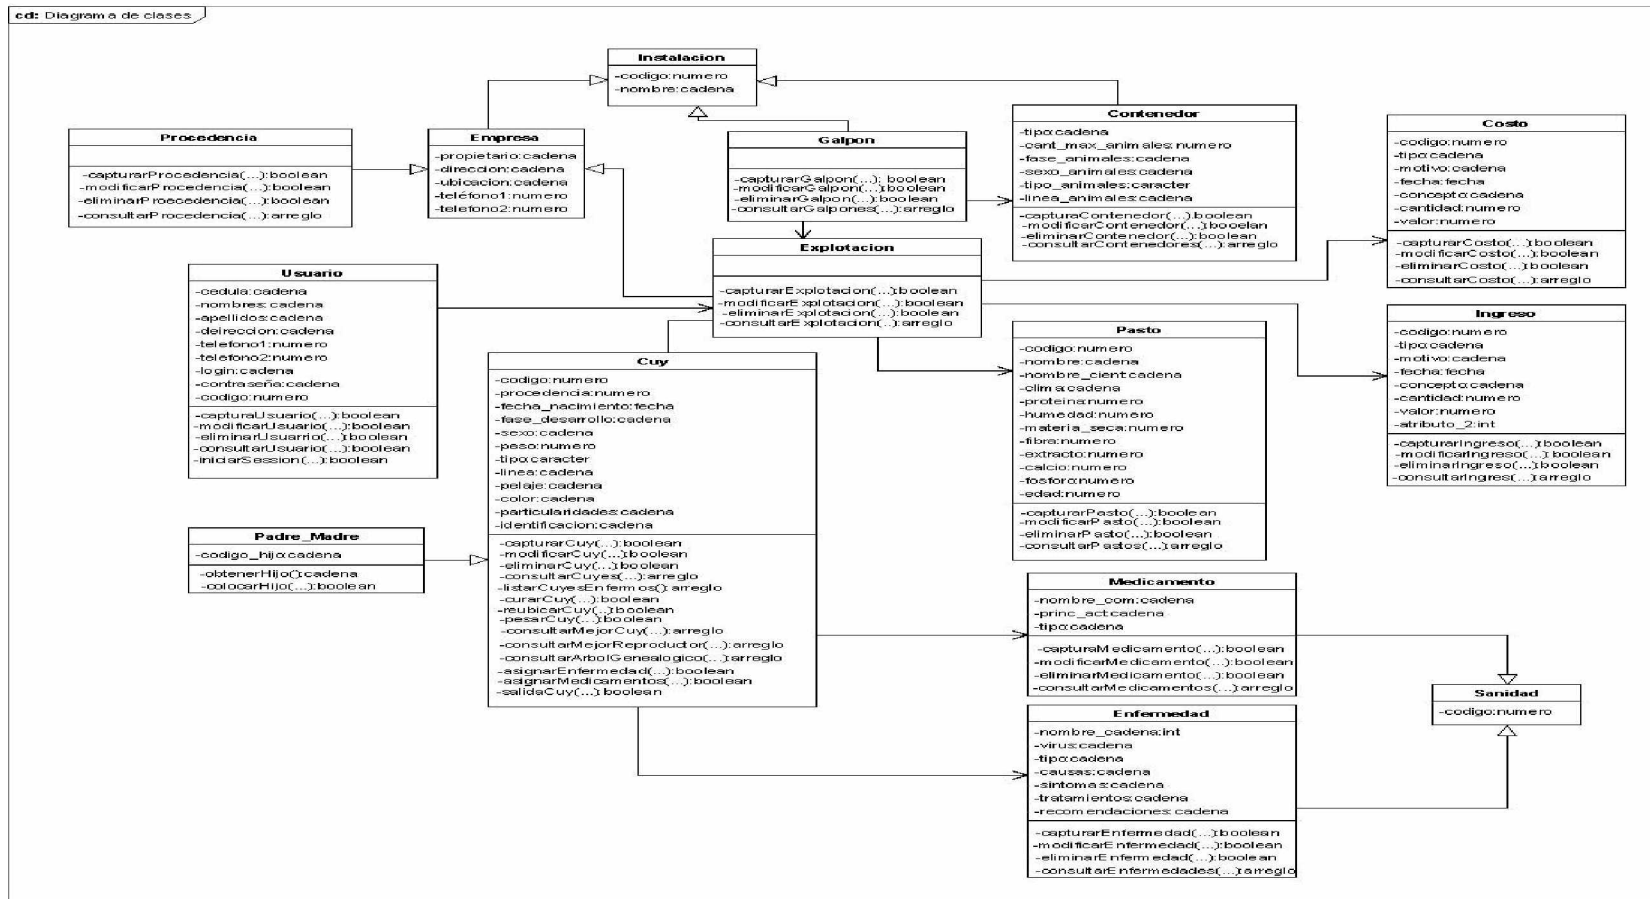 cd: Diagrama de clases
Instalacion
-codigo:numero
-nombre:cadena
Procedencia
-capturarProcedencia(...):boolean
-modificarProcedencia(...):boolean
-eliminarProecedencia(...):boolean
-consultarProcedencia(...):arreglo
Empresa
-propietario:cadena
-direccion:cadena
-ubicacion:cadena
-teléfono1:numero
-telefono2:numero
Galpon
-capturarGalpon(...): boolean
-modificarGalpon(...):boolean
-eliminarGalpon(...):boolean
-consultarGalpones(...):arreglo
Contenedor
-tipo:cadena
-cant_max_animales:numero
-fase_animales:cadena
-sexo_animales:cadena
-tipo_animales:caracter
-linea_animales:cadena
-capturaContenedor(...):boolean
-modificarContenedor(...):booelan
-eliminarContenedor(...):boolean
-consultarContenedores(...):arreglo
Costo
-codigo:numero
-tipo:cadena
-motivo:cadena
-fecha:fecha
-concepto:cadena
-cantidad:numero
-valor:numero
-capturarCosto(...):boolean
-modificarCosto(...):boolean
-eliminarCosto(...):boolean
-consultarCosto(...):arreglo
Explotacion
-capturarExplotacion(...):boolean
-modificarExplotacion(...):boolean
-eliminarExplotacion(...):boolean
-consultarExplotacion(..):arreglo
Usuario
-cedula:cadena
-nombres:cadena
-apellidos:cadena
-deireccion:cadena
-telefono1:numero
-telefono2:numero
-login:cadena
-contraseña:cadena
-codigo:numero
-capturaUsuario(...):boolean
-modificarUsuario(...):boolean
-eliminarUsuarrio(...):boolean
-consultarUsuario(...):boolean
-iniciarSession(...):boolean
Ingreso
-codigo:numero
-tipo:cadena
-motivo:cadena
-fecha:fecha
-concepto:cadena
-cantidad:numero
-valor:numero
-atributo_2:int
-capturarIngreso(...):boolean
-modificarIngreso(...):boolean
-eliminarIngreso(...):boolean
-consultarIngres(...):arreglo
Pasto
-codigo:numero
-nombre:cadena
-nombre_cient:cadena
-clima:cadena
-proteina:numero
-humedad:numero
-materia_seca:numero
-fibra:numero
-extracto:numero
-calcio:numero
-fosforo:numero
-edad:numero
-capturarPasto(...):boolean
-modificarPasto(...):boolean
-eliminarPasto(...):boolean
-consultarPastos(...):arreglo
Cuy
-codigo:numero
-procedencia:numero
-fecha_nacimiento:fecha
-fase_desarrollo:cadena
-sexo:cadena
-peso:numero
-tipo:caracter
-linea:cadena
-pelaje:cadena
-color:cadena
-particularidades:cadena
-identificacion:cadena
-capturarCuy(...):boolean
-modificarCuy(...):boolean
-eliminarCuy(...):boolean
-consultarCuyes(...):arreglo
-listarCuyesEnfermos():arreglo
-curarCuy(...):boolean
-reubicarCuy(..):boolean
-pesarCuy(...):boolean
-consultarMejorCuy(...):arreglo
-consultarMejorReproductor(...):arreglo
-consultarArbolGenealogico(...):arreglo
-asignarEnfermedad(...):boolean
-asignarMedicamentos(...):boolean
-salidaCuy(...):boolean
Padre_Madre
-codigo_hijo:cadena
-obtenerHijo():cadena
-colocarHijo(...):boolean
Medicamento
-nombre_com:cadena
-princ_act:cadena
-tipo:cadena
-capturaMedicamento(...):boolean
-modificarMedicamento(...):boolean
-eliminarMedicamento(...):boolean
-consultarMedicamentos(...):arreglo
Sanidad
-codigo:numero
Enfermedad
-nombre_cadena:int
-virus:cadena
-tipo:cadena
-causas:cadena
-sintomas:cadena
-tratamientos:cadena
-recomendaciones:cadena
-capturarEnfermedad(...):boolean
-modificarEnfermedad(...):boolean
-eliminarEnfermedad(...):boolean
-consultarEnfermedades(...):arreglo